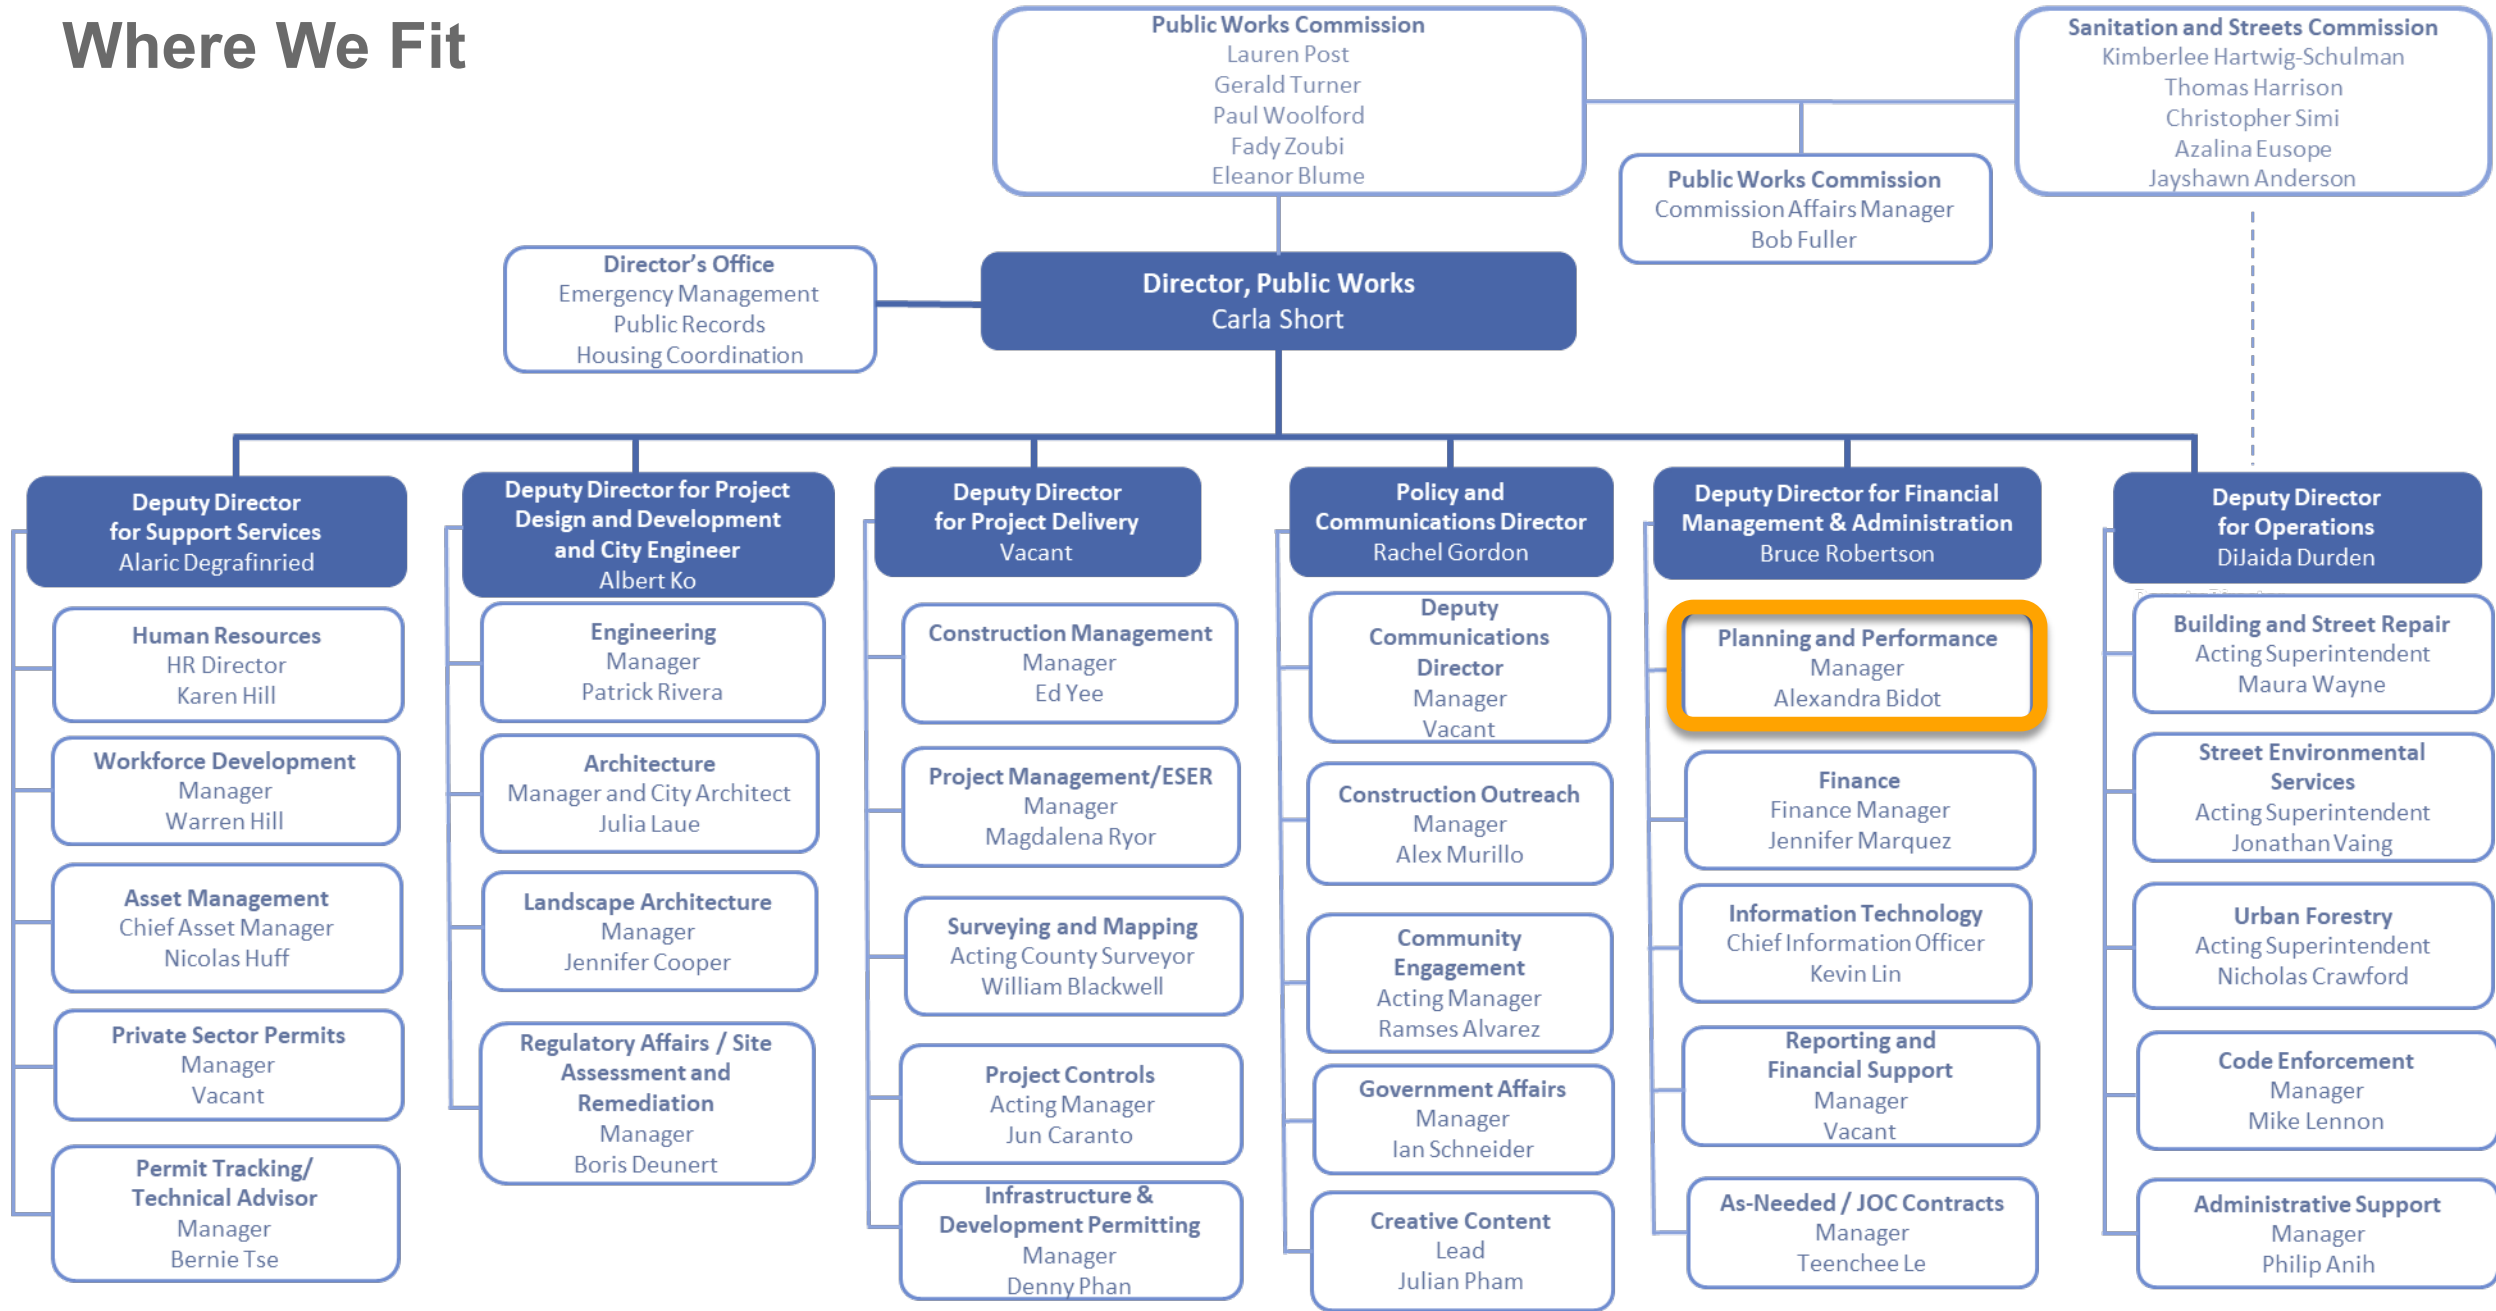 Where We Fit
Public Works Commission
Lauren Post
Gerald Turner
Paul Woolford
Fady Zoubi
Eleanor Blume
Sanitation and Streets Commission
Kimberlee Hartwig-Schulman
Thomas Harrison
Christopher Simi
Azalina Eusope
Jayshawn Anderson
Public Works Commission
Commission Affairs Manager
Bob Fuller
Director's Office
Emergency Management
Public Records
Housing Coordination
Director, Public Works
Carla Short
Deputy Director
for Support Services
Alaric Degrafinried
Human Resources
HR Director
Karen Hill
Workforce Development
Manager
Warren Hill
Asset Management
Chief Asset Manager
Nicolas Huff
Private Sector Permits
Manager
Vacant
Permit Tracking/
Technical Advisor
Manager
Bernie Tse
Deputy Director for Project
Design and Development
and City Engineer
Albert Ko
Engineering
Manager
Patrick Rivera
Architecture
Manager and City Architect
Julia Laue
Landscape Architecture
Manager
Jennifer Cooper
Regulatory Affairs / Site
Assessment and
Remediation
Manager
Boris Deunert
Deputy Director
for Project Delivery
Vacant
Construction Management
Manager
Ed Yee
Project Management/ESER
Manager
Magdalena Ryor
Surveying and Mapping
Acting County Surveyor
William Blackwell
Project Controls
Acting Manager
Jun Caranto
Infrastructure &
Development Permitting
Manager
Denny Phan
Policy and
Communications Director
Rachel Gordon
Deputy
Communications
Director
Manager
Vacant
Construction Outreach
Manager
Alex Murillo
Community
Engagement
Acting Manager
Ramses Alvarez
Government Affairs
Manager
Ian Schneider
Creative Content
Lead
Julian Pham
Deputy Director for Financial
Management & Administration
Bruce Robertson
Planning and Performance
Manager
Alexandra Bidot
Finance
Finance Manager
Jennifer Marquez
Information Technology
Chief Information Officer
Kevin Lin
Reporting and
Financial Support
Manager
Vacant
As-Needed / JOC Contracts
Manager
Teenchee Le
Deputy Director
for Operations
DiJaida Durden
Building and Street Repair
Acting Superintendent
Maura Wayne
Street Environmental
Services
Acting Superintendent
Jonathan Vaing
Urban Forestry
Acting Superintendent
Nicholas Crawford
Code Enforcement
Manager
Mike Lennon
Administrative Support
Manager
Philip Anih